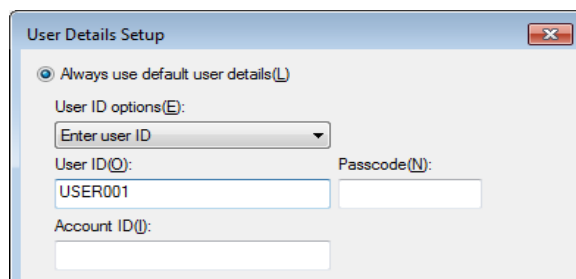 User Details Setup
Always use default user details(L)
User ID options(E):
Enter user ID
User ID(O): Passcode(N):
USER001
Account ID(I):